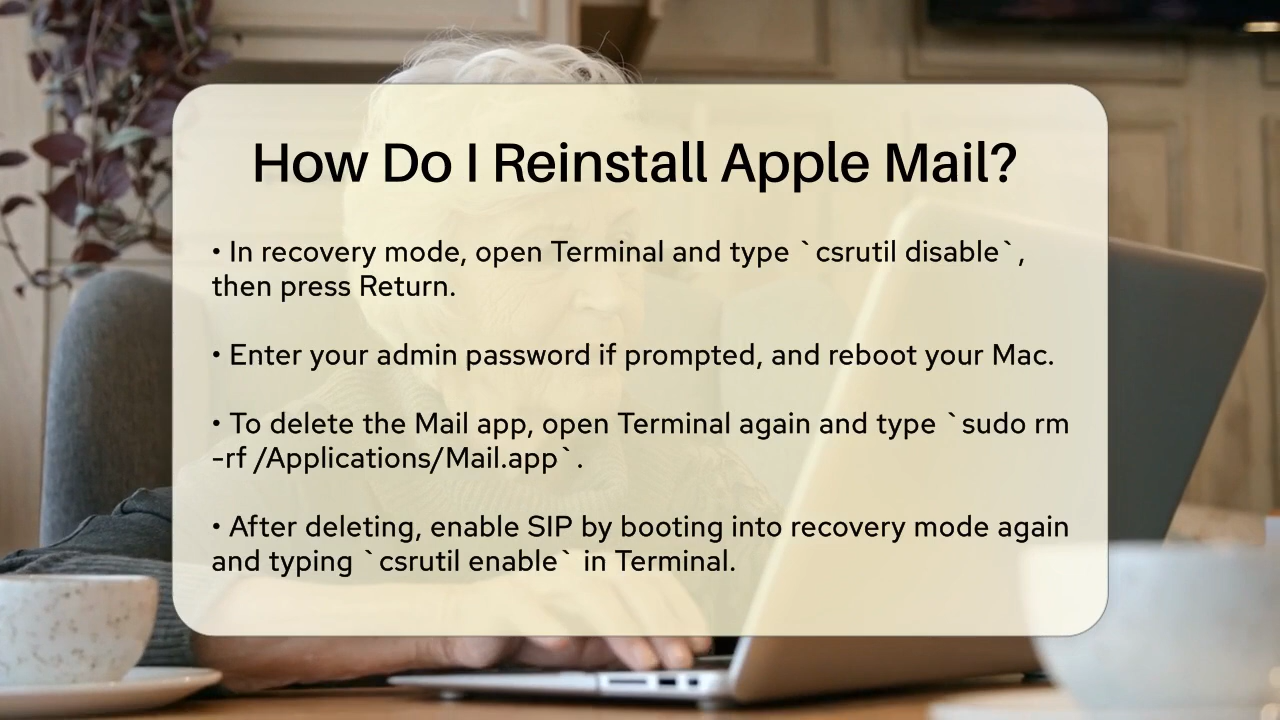 How Do I Reinstall Apple Mail?
• In recovery mode, open Terminal and type `csrutil disable`,
then press Return.
• Enter your admin password if prompted, and reboot your Mac.
• To delete the Mail app, open Terminal again and type `sudo rm
-rf /Applications/Mail.app`.
• After deleting, enable SIP by booting into recovery mode again
and typing `csrutil enable` in Terminal.